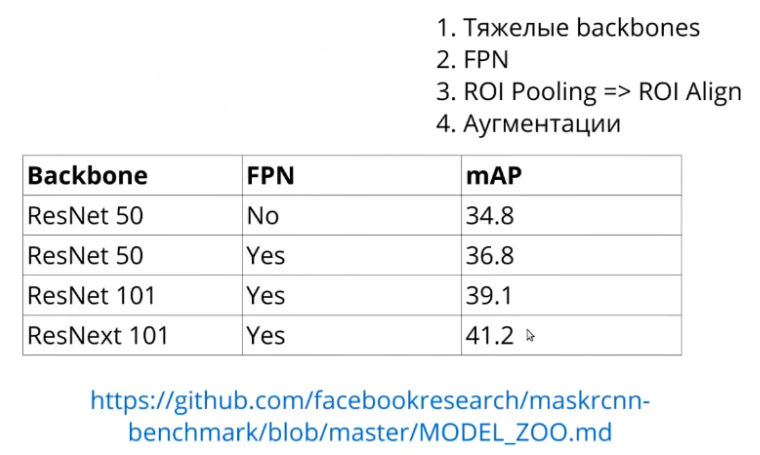 1. Тяжелые backbones
2. FPN
3. ROI Pooling => ROI Align
4. Аугментации
Backbone FPN mAP
ResNet 50 No 34.8
ResNet 50 Yes 36.8
ResNet 101 Yes 39.1
ResNext 101 Yes 41.2
https://github.com/facebookresearch/maskrcnn-
benchmark/blob/master/MODEL_ZOO.md